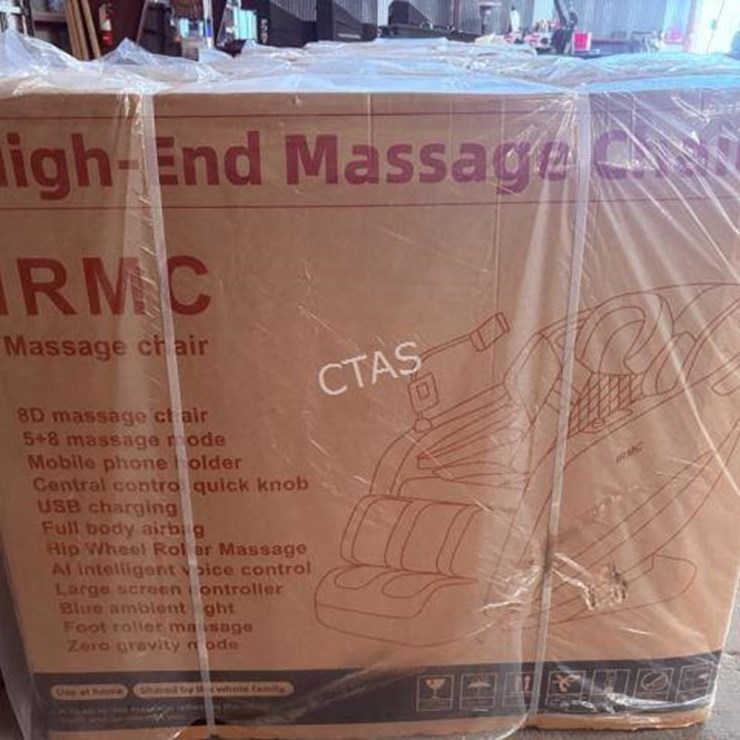 High-End Massage Chair
IRMC
Massage chair
CTAS
8D massage chair
5+8 massage mode
Mobile phone holder
Central control quick knob
USB charging
Full body airbag
Hip Wheel Roller Massage
AI intelligent voice control
Large screen controller
Blue ambient light
Foot roller massage
Zero gravity mode
IRMC
Use at home Shared by the whole family